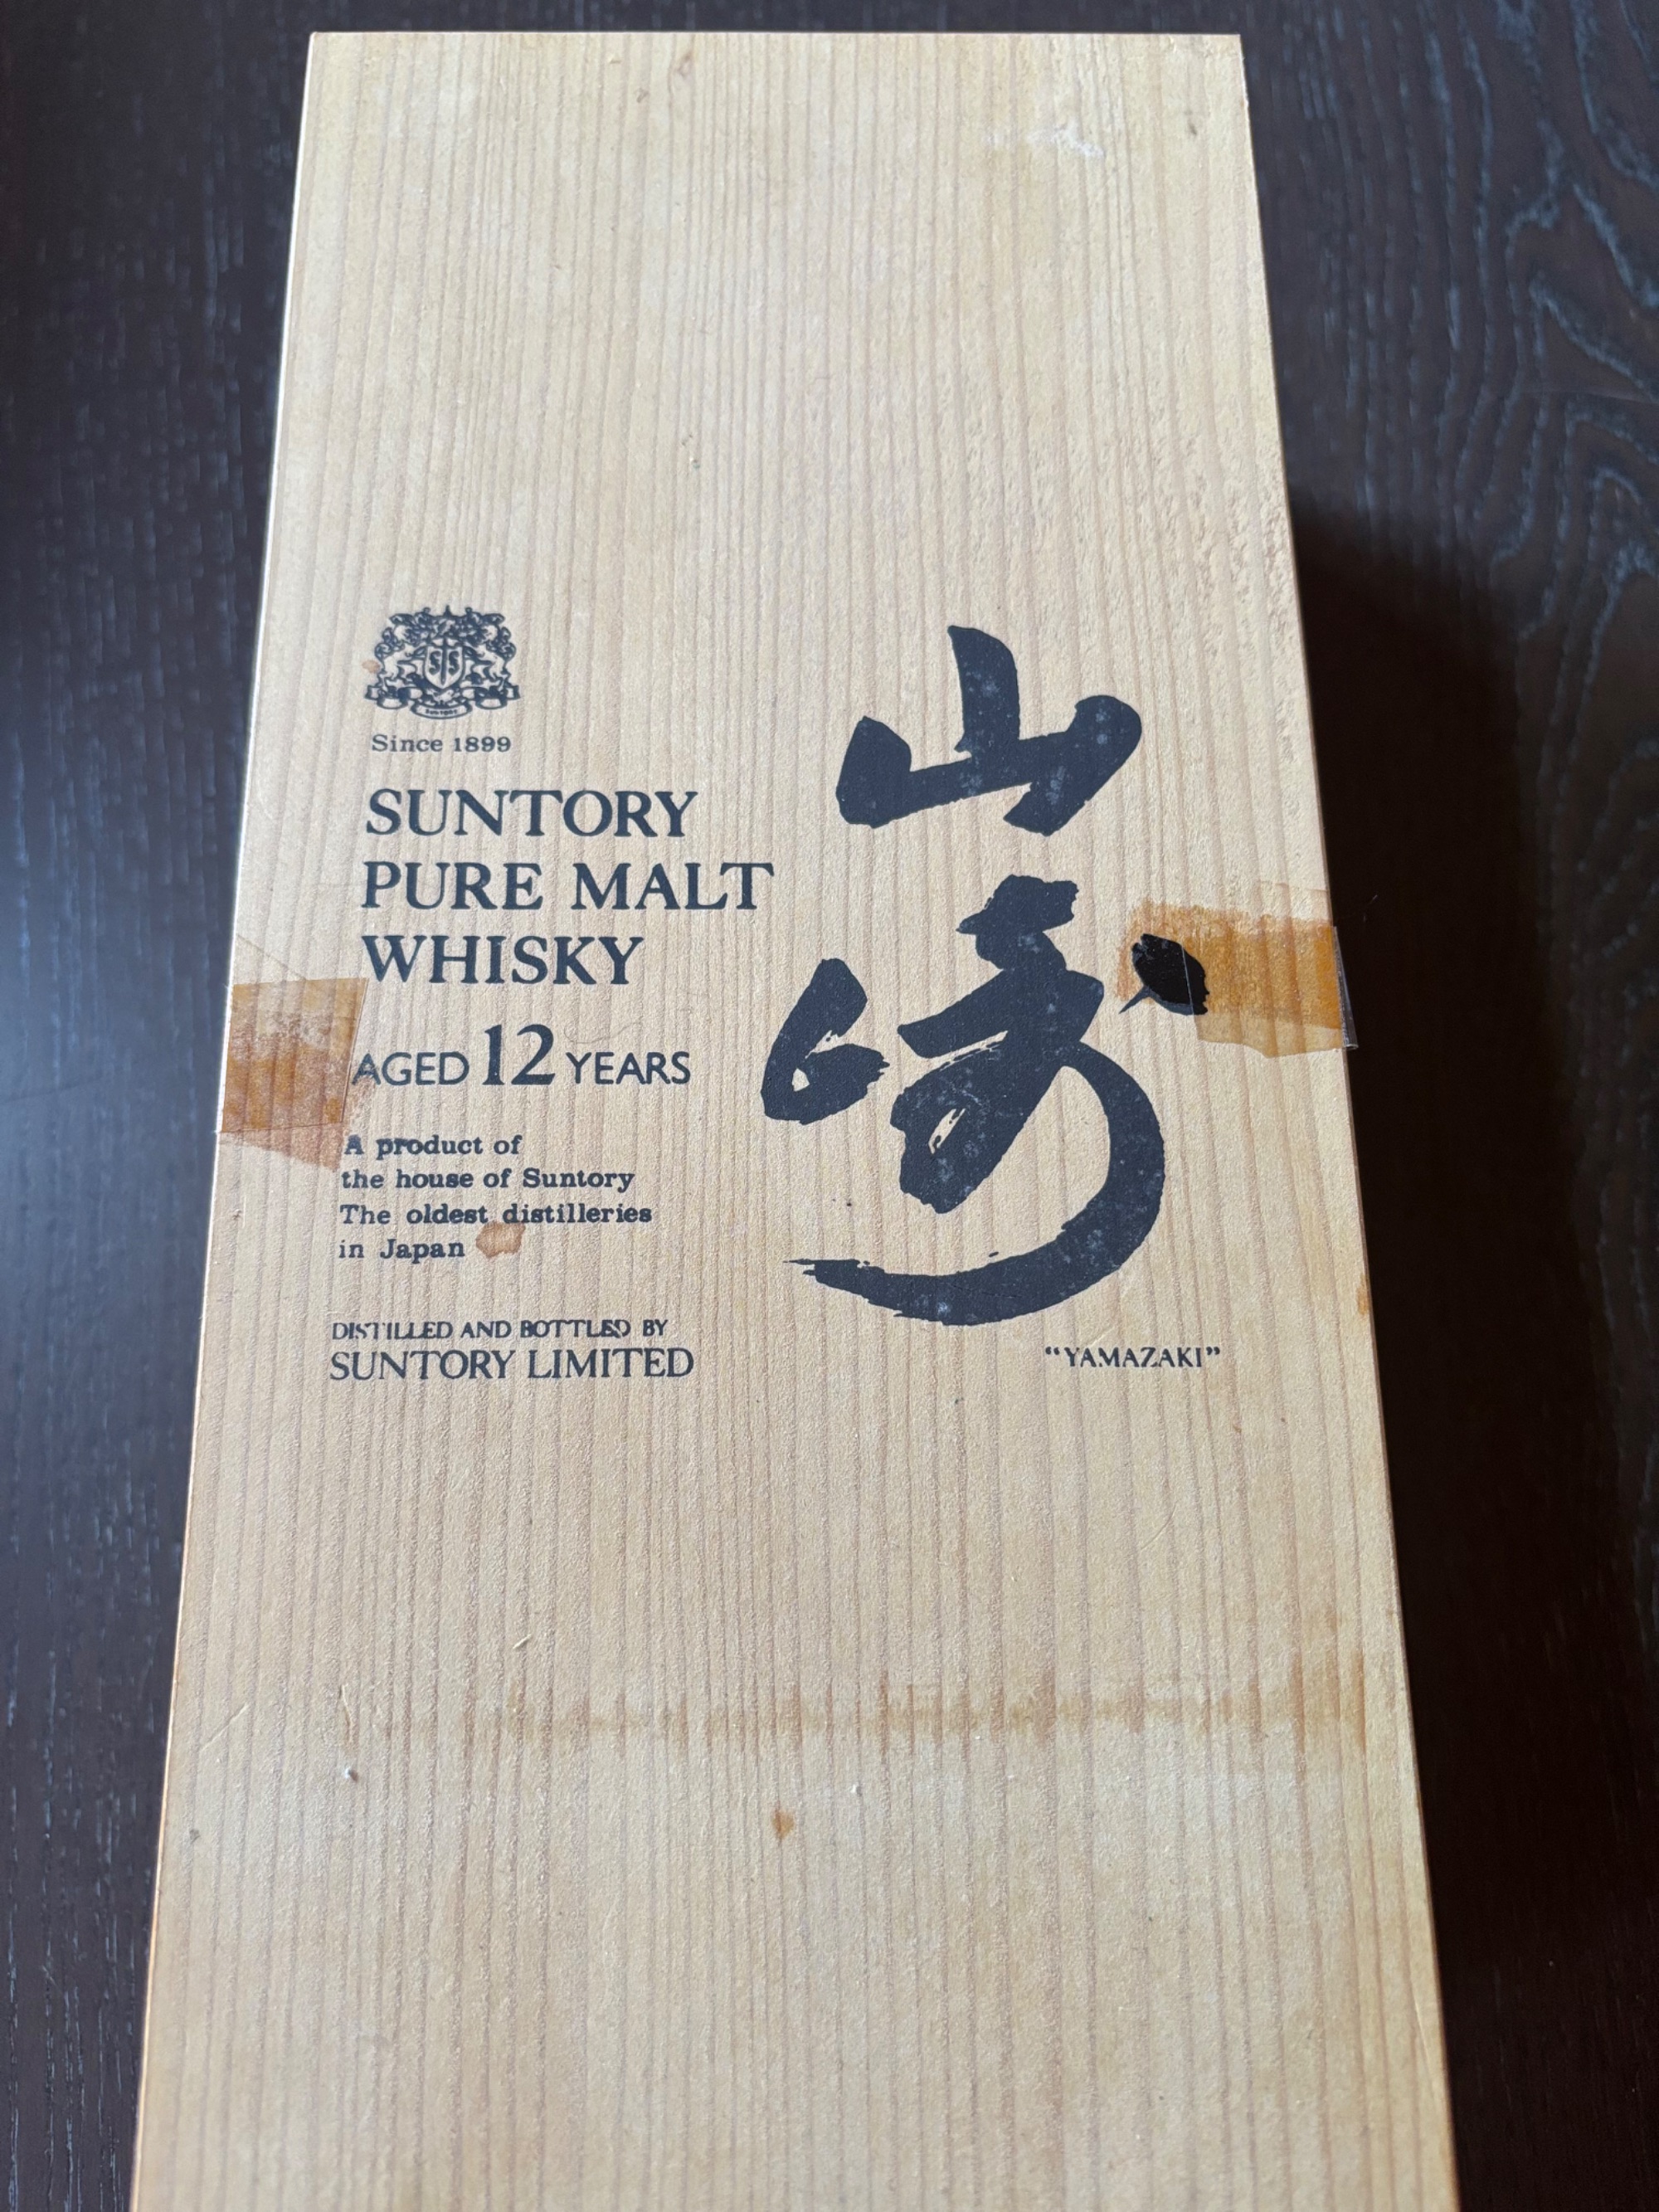 Since 1899
SUNTORY
PURE MALT
WHISKY
AGED 12 YEARS
A product of
the house of Suntory
The oldest distilleries
in Japan
DISTILLED AND BOTTLED BY
SUNTORY LIMITED
山崎
“YAMAZAKI”